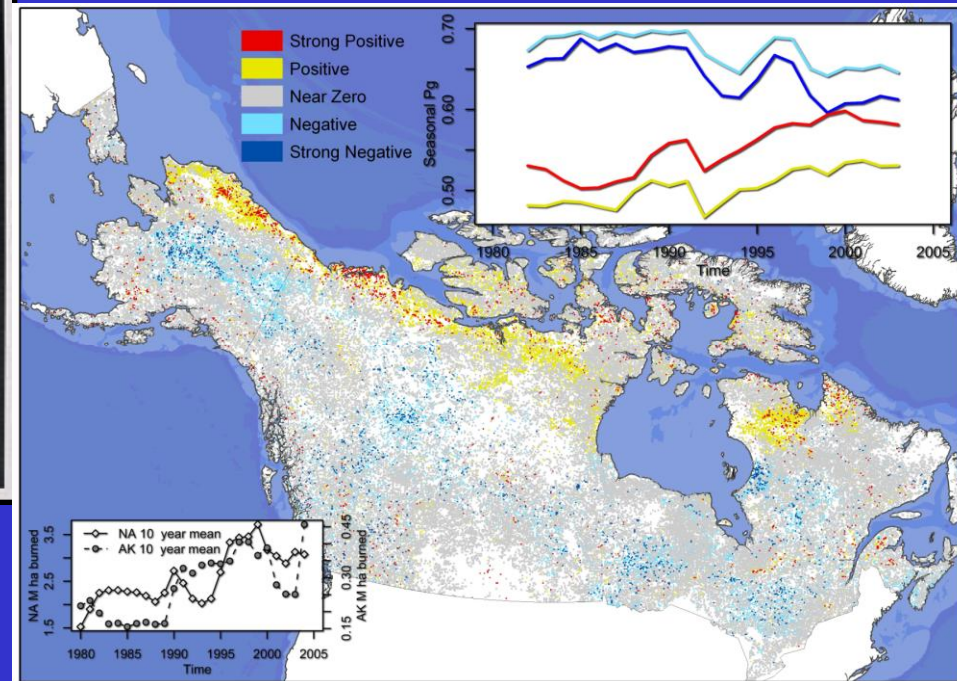 Strong Positive
Positive
Near Zero
Negative
Strong Negative
Seasonal Pg
0.70
0.60
0.50
1980 1985 1990 1995 2000 2005
Time
NA 10 year mean
AK 10 year mean
NA M ha burned
3.5
2.5
1.5
0.45
0.30
0.15
AK M ha burned
1980 1985 1990 1995 2000 2005
Time